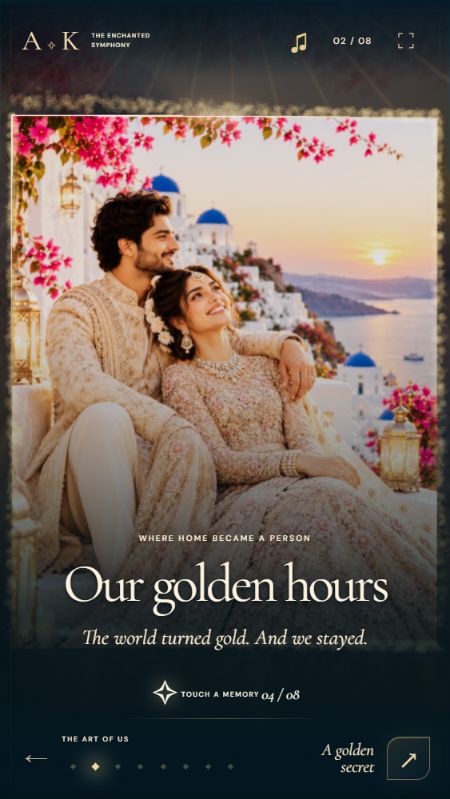 A K
THE ENCHANTED
SYMPHONY
02 / 08
WHERE HOME BECAME A PERSON
Our golden hours
The world turned gold. And we stayed.
TOUCH A MEMORY 04 / 08
THE ART OF US
A golden
secret